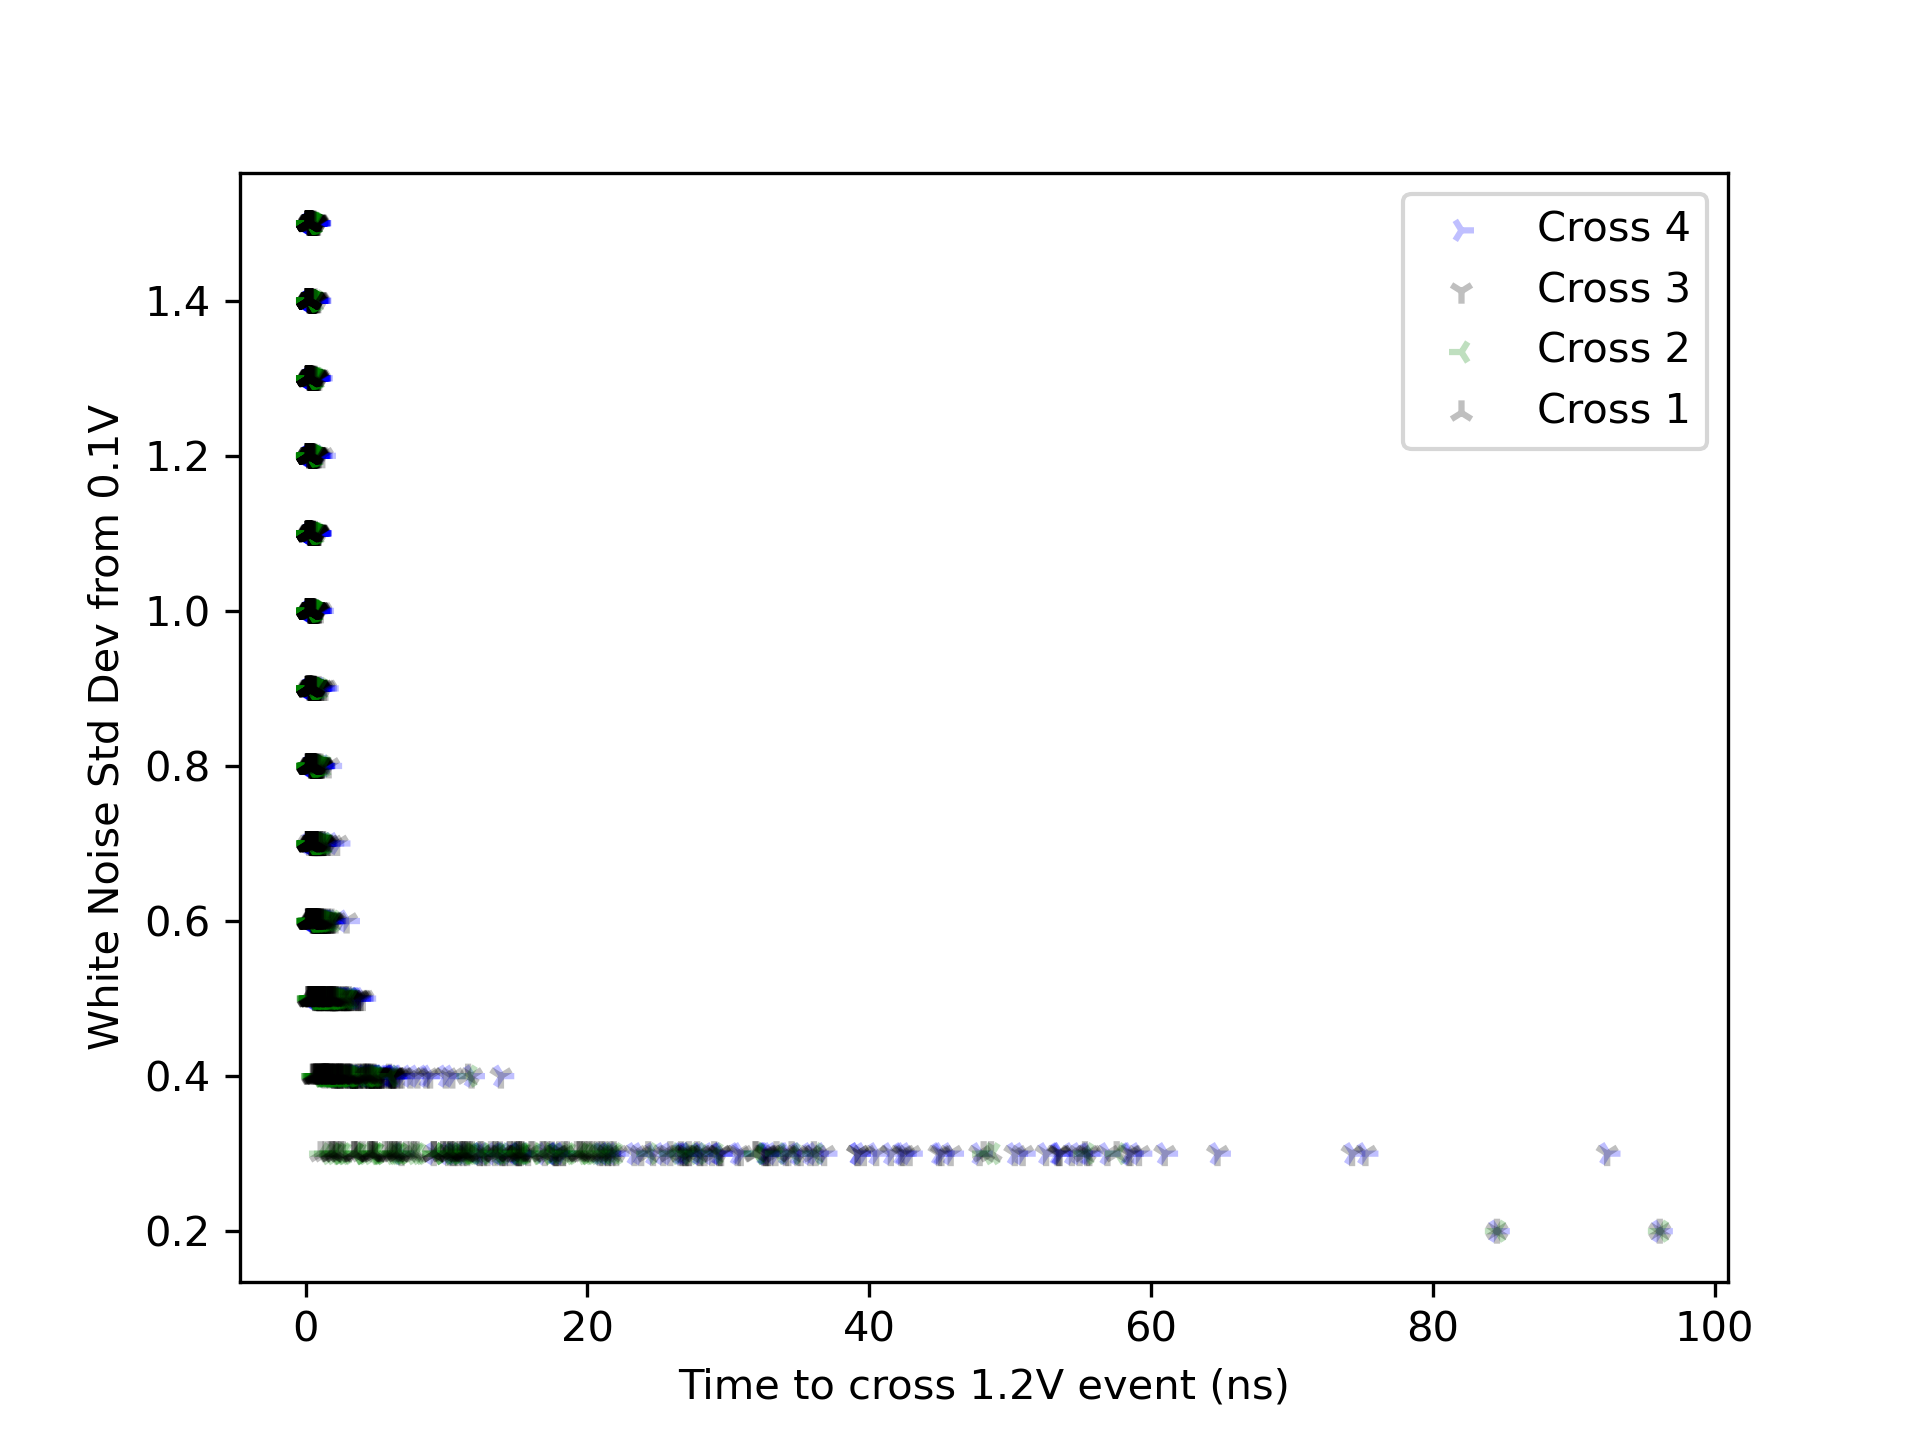 Cross 4
Cross 3
Cross 2
Cross 1
1.4
1.2
1.0
0.8
0.6
0.4
0.2
White Noise Std Dev from 0.1V
0 20 40 60 80 100
Time to cross 1.2V event (ns)